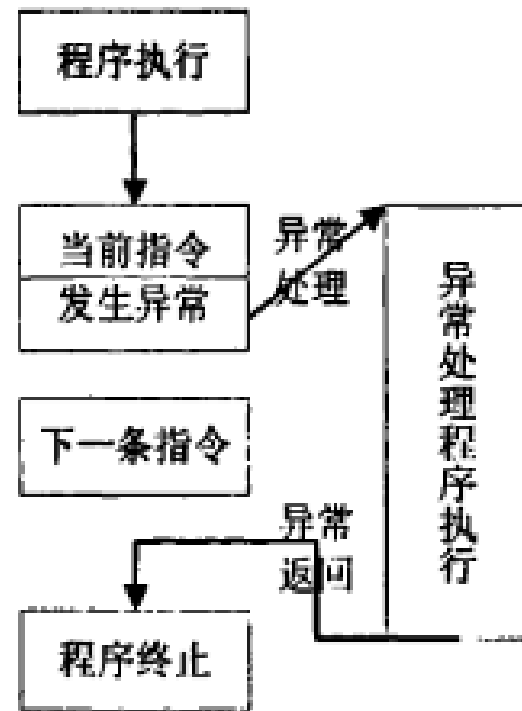 程序执行
当前指令
发生异常
异常
处理
异常处理程序执行
下一条指令
异常
返回
程序终止